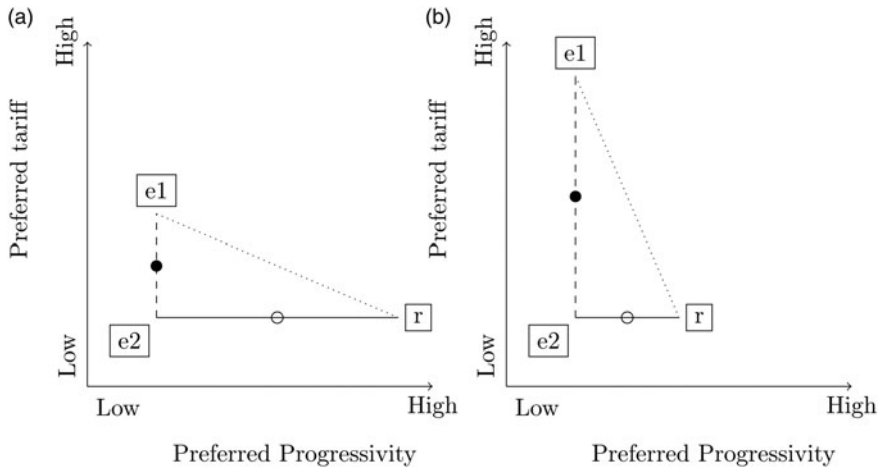 (a)
High
Preferred tariff
e1
e2
r
Low
Low
High
Preferred Progressivity
(b)
High
Preferred tariff
e1
e2
r
Low
Low
High
Preferred Progressivity